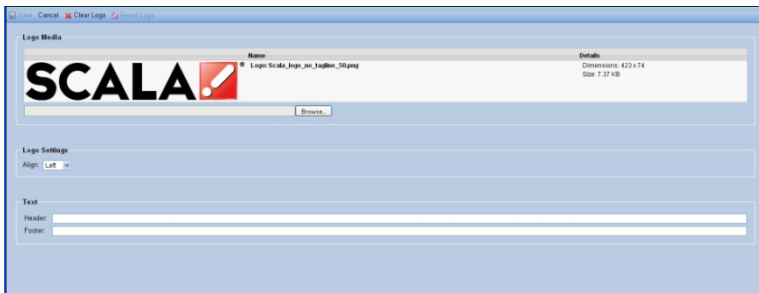 Save Cancel Clear Logo Reset Logo
Logo Media
Name Details
SCALA!
Logo: Scala_logo_no_tagline_50.png Dimensions: 423 x 74
Size: 7.37 KB
Browse...
Logo Settings
Align: Left
Text
Header:
Footer: